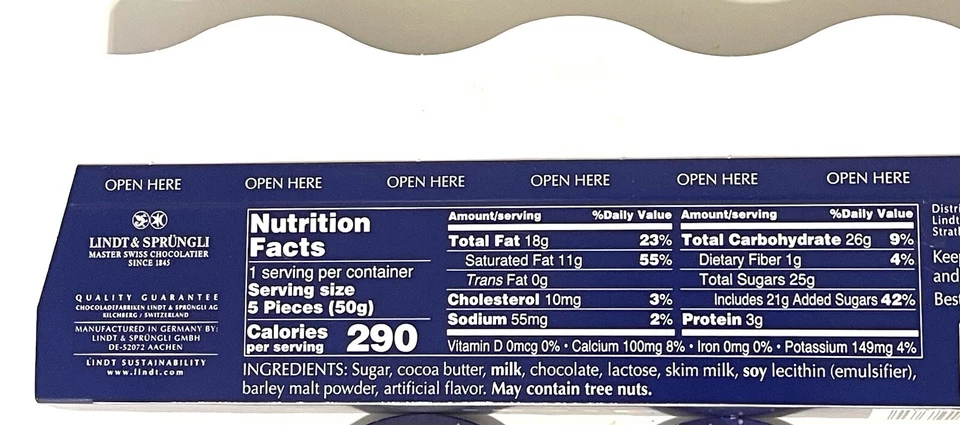 OPEN HERE OPEN HERE OPEN HERE OPEN HERE OPEN HERE OPEN HERE
LINDT & SPRÜNGLI
MASTER SWISS CHOCOLATIER
SINCE 1845
QUALITY GUARANTEE
CHOCOLADEFABRIKEN LINDT & SPRÜNGLI AG
KILCHBERG / SWITZERLAND
MANUFACTURED IN GERMANY BY:
LINDT & SPRÜNGLI GMBH
DE-52072 AACHEN
LINDT SUSTAINABILITY
www.lindt.com
Nutrition
Facts
1 serving per container
Serving size
5 Pieces (50g)
Calories
per serving 290
Amount/serving %Daily Value
Total Fat 18g 23%
Saturated Fat 11g 55%
Trans Fat 0g
Cholesterol 10mg 3%
Sodium 55mg 2%
Amount/serving %Daily Value
Total Carbohydrate 26g 9%
Dietary Fiber 1g 4%
Total Sugars 25g
Includes 21g Added Sugars 42%
Protein 3g
Vitamin D 0mcg 0% • Calcium 100mg 8% • Iron 0mg 0% • Potassium 149mg 4%
INGREDIENTS: Sugar, cocoa butter, milk, chocolate, lactose, skim milk, soy lecithin (emulsifier),
barley malt powder, artificial flavor. May contain tree nuts.
Distri
Lindt
Strat
Kee
and
Bes